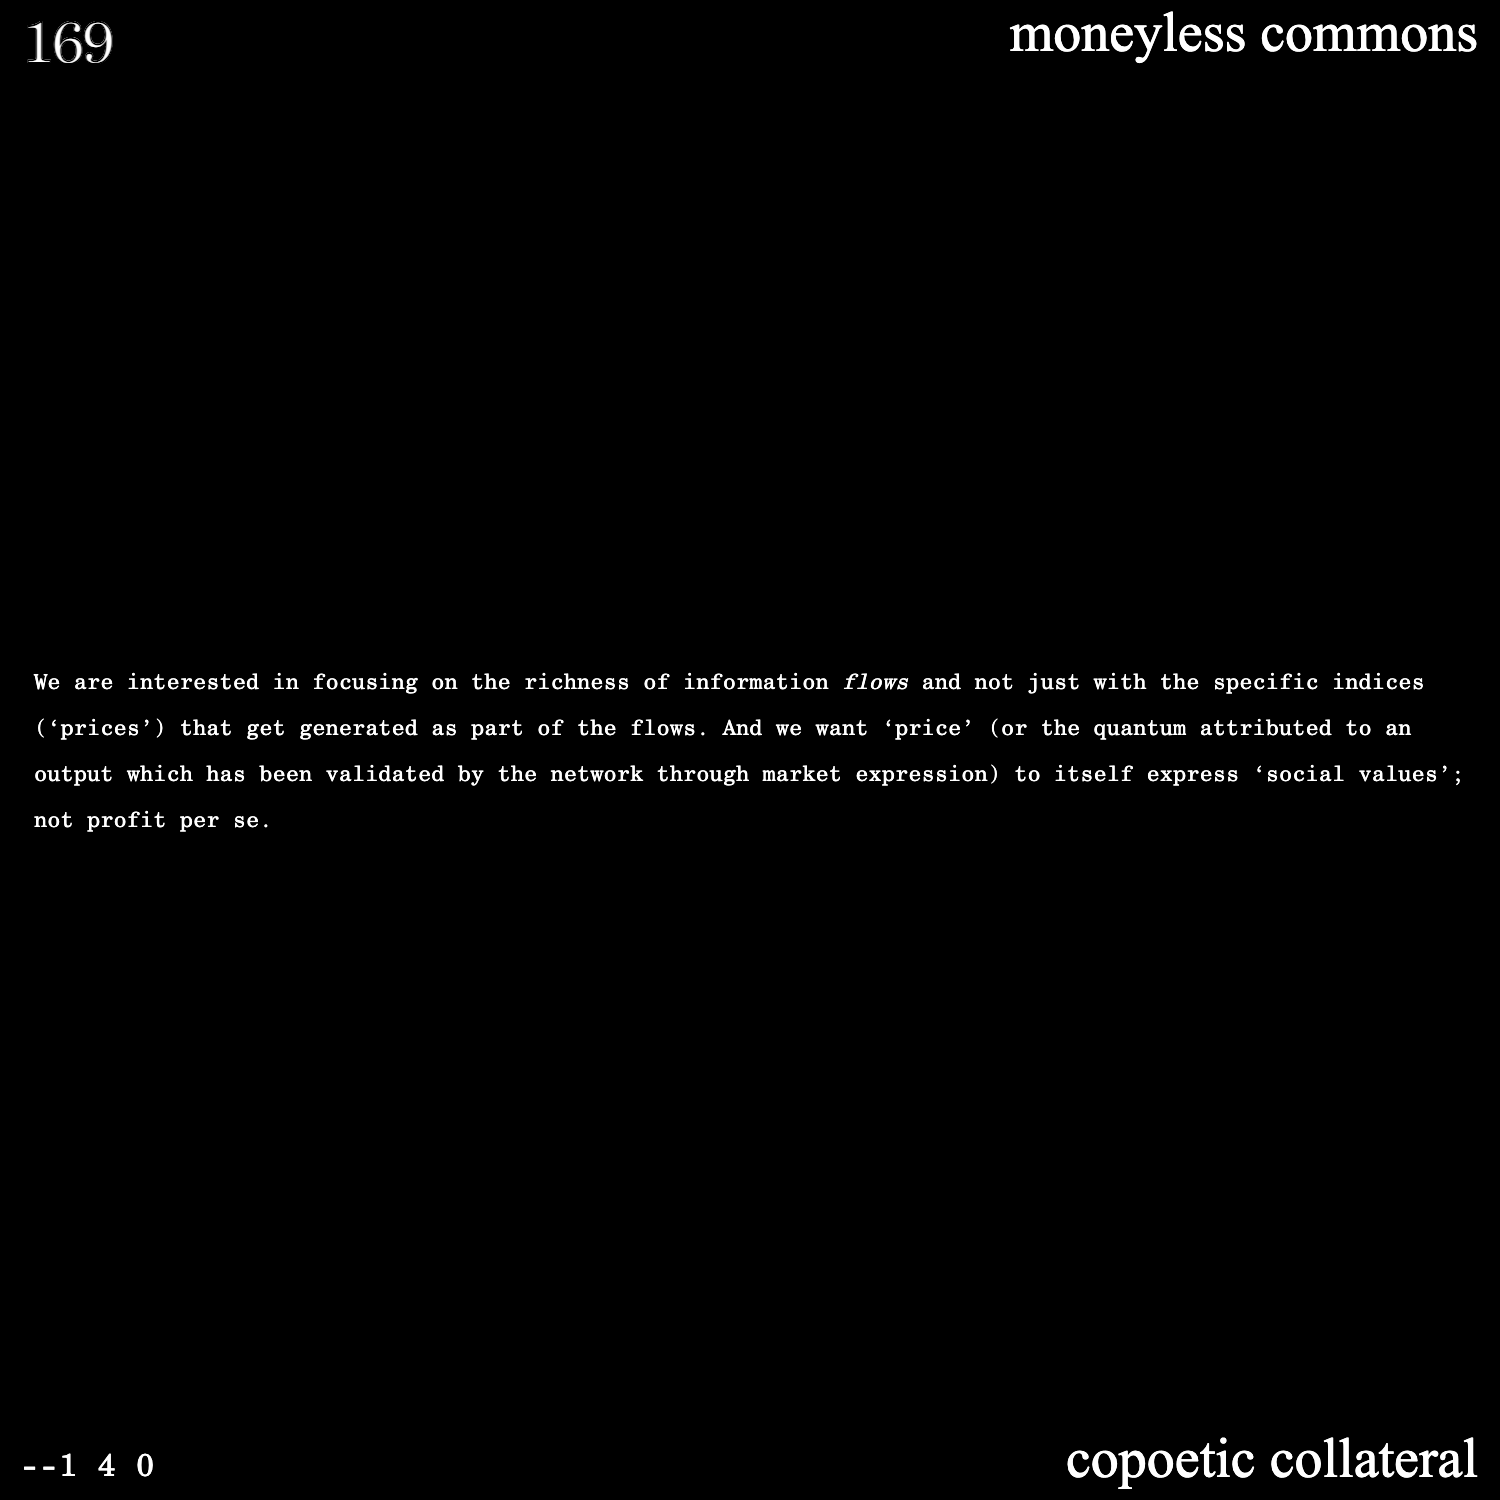 169
moneyless commons
We are interested in focusing on the richness of information flows and not just with the specific indices
(‘prices’) that get generated as part of the flows. And we want ‘price’ (or the quantum attributed to an
output which has been validated by the network through market expression) to itself express ‘social values’;
not profit per se.
--1 4 0
copoetic collateral